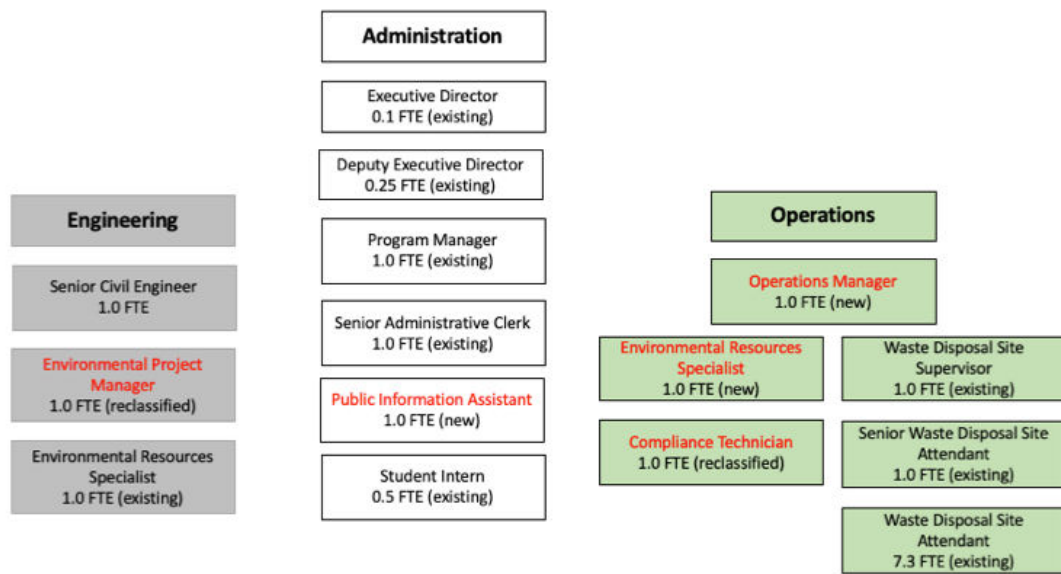 Administration
Executive Director
0.1 FTE (existing)
Deputy Executive Director
0.25 FTE (existing)
Program Manager
1.0 FTE (existing)
Senior Administrative Clerk
1.0 FTE (existing)
Public Information Assistant
1.0 FTE (new)
Student Intern
0.5 FTE (existing)
Engineering
Senior Civil Engineer
1.0 FTE
Environmental Project
Manager
1.0 FTE (reclassified)
Environmental Resources
Specialist
1.0 FTE (existing)
Operations
Operations Manager
1.0 FTE (new)
Environmental Resources
Specialist
1.0 FTE (new)
Compliance Technician
1.0 FTE (reclassified)
Waste Disposal Site
Supervisor
1.0 FTE (existing)
Senior Waste Disposal Site
Attendant
1.0 FTE (existing)
Waste Disposal Site
Attendant
7.3 FTE (existing)